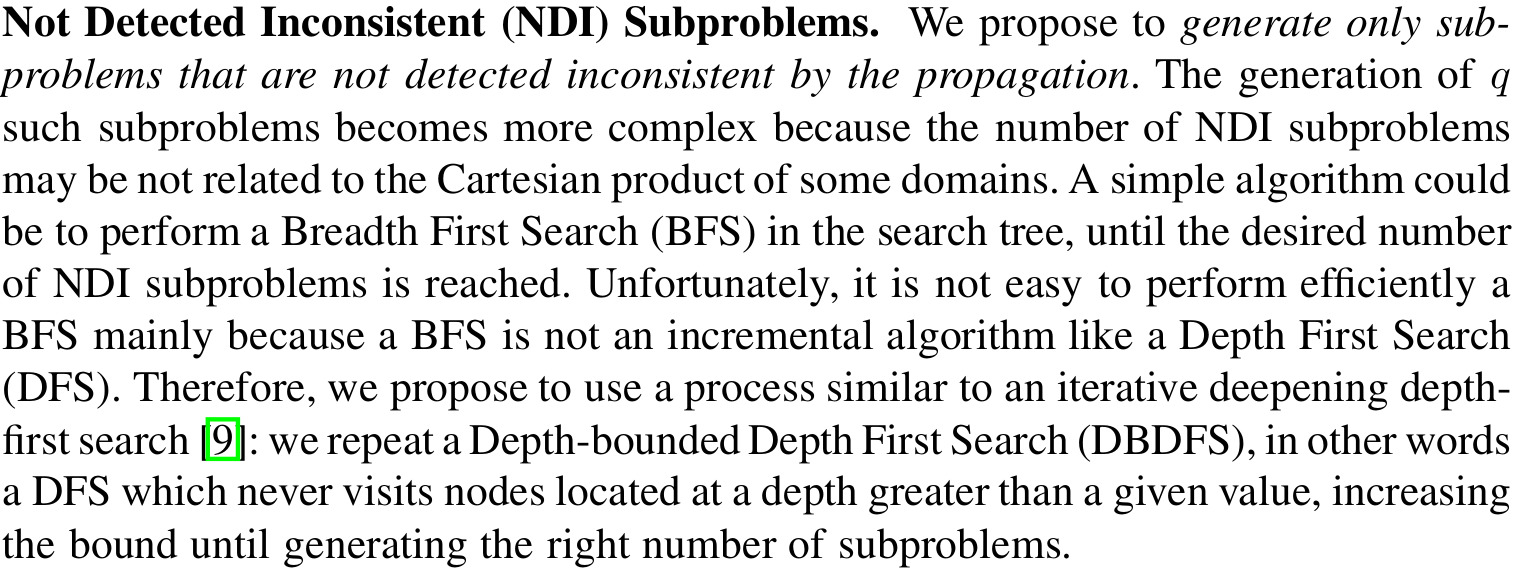 Not Detected Inconsistent (NDI) Subproblems. We propose to generate only sub-
problems that are not detected inconsistent by the propagation. The generation of q
such subproblems becomes more complex because the number of NDI subproblems
may be not related to the Cartesian product of some domains. A simple algorithm could
be to perform a Breadth First Search (BFS) in the search tree, until the desired number
of NDI subproblems is reached. Unfortunately, it is not easy to perform efficiently a
BFS mainly because a BFS is not an incremental algorithm like a Depth First Search
(DFS). Therefore, we propose to use a process similar to an iterative deepening depth-
first search [9]: we repeat a Depth-bounded Depth First Search (DBDFS), in other words
a DFS which never visits nodes located at a depth greater than a given value, increasing
the bound until generating the right number of subproblems.